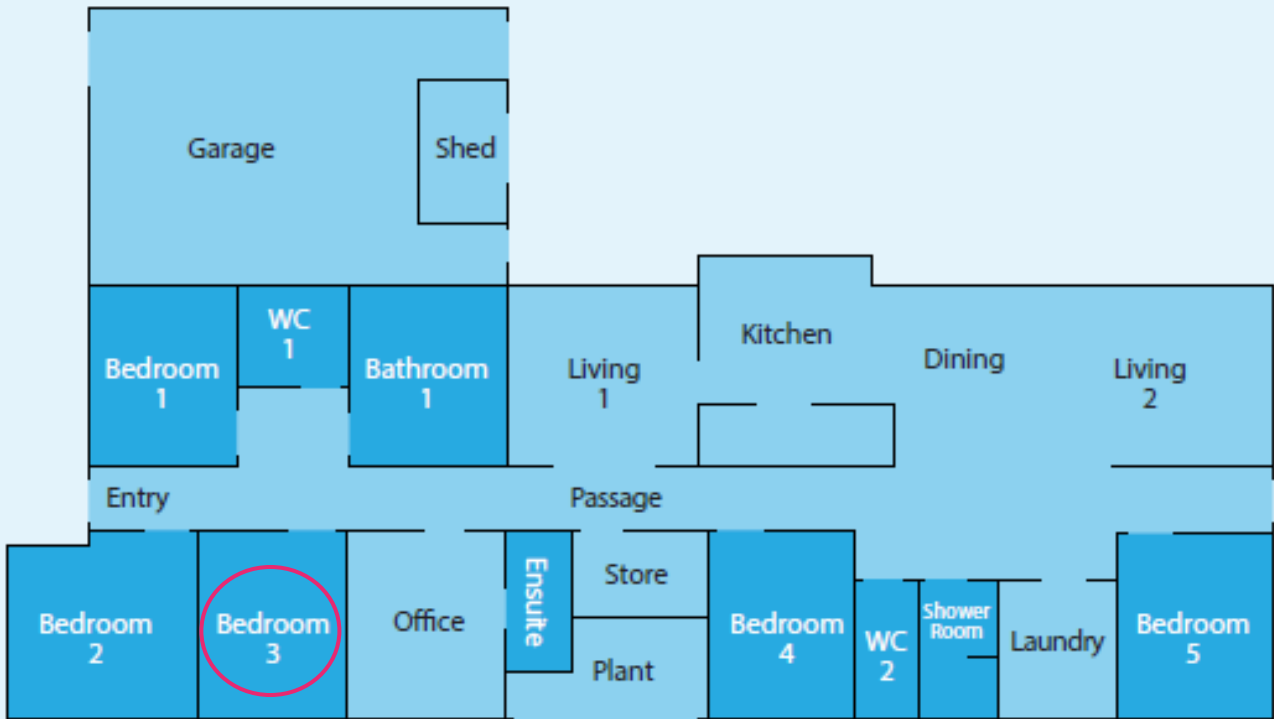 Garage
Shed
WC
1
Kitchen
Bedroom
1
Bathroom
1
Living
1
Dining
Living
2
Entry
Passage
Bedroom
2
Bedroom
3
Office
Ensuite
Store
Plant
Bedroom
4
WC
2
Shower
Room
Laundry
Bedroom
5